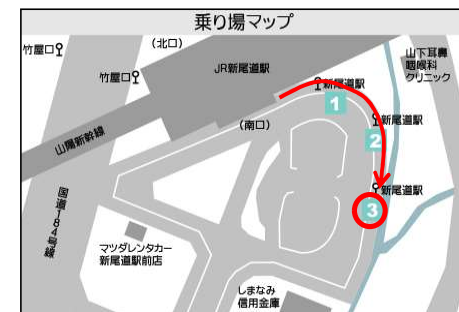 乗り場マップ
竹屋口
(北口)
竹屋口
JR新尾道駅
新尾道駅
山下耳鼻
咽喉科
クリニック
1
新尾道駅
2
(南口)
山陽新幹線
新尾道駅
3
国道184号線
マツダレンタカー
新尾道駅前店
しまなみ
信用金庫